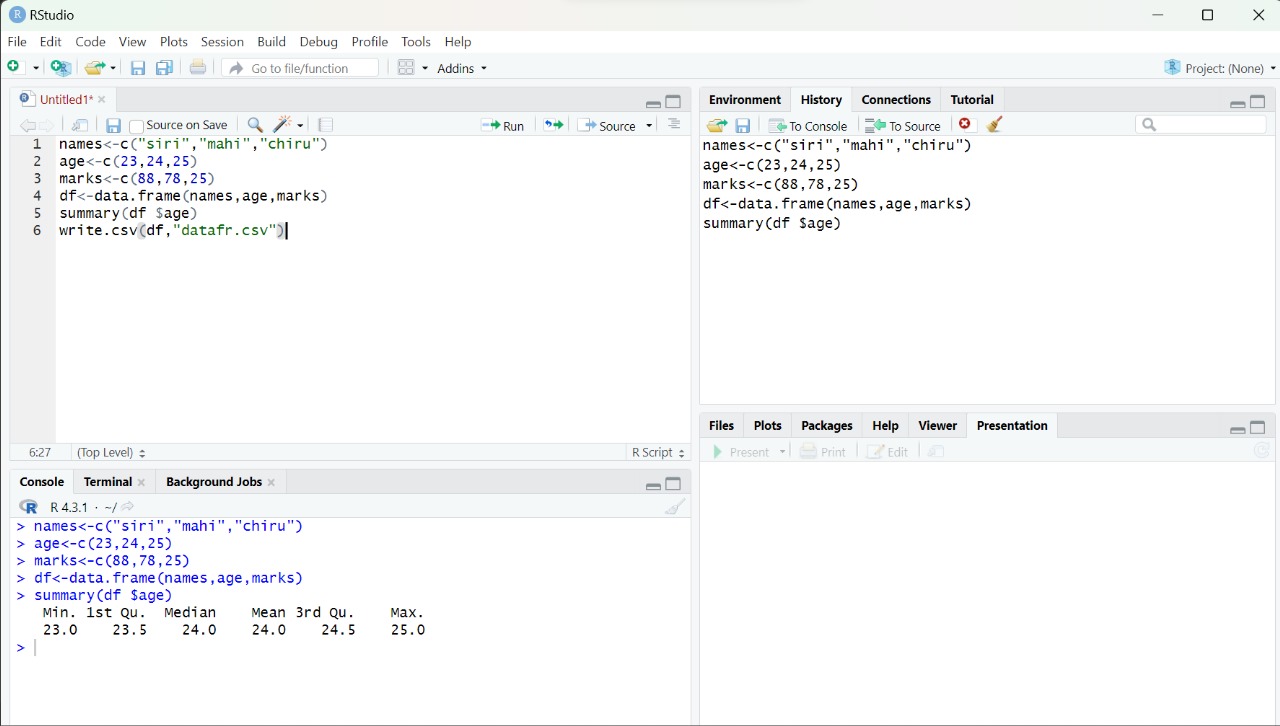 RStudio
File Edit Code View Plots Session Build Debug Profile Tools Help
Go to file/function Addins Project: (None)
Untitled1*
Source on Save Run Source
1 names<-c("siri","mahi","chiru")
2 age<-c(23,24,25)
3 marks<-c(88,78,25)
4 df<-data.frame(names,age,marks)
5 summary(df $age)
6 write.csv(df,"datafr.csv")
6:27 (Top Level) R Script
Console Terminal Background Jobs
R 4.3.1 · ~/
> names<-c("siri","mahi","chiru")
> age<-c(23,24,25)
> marks<-c(88,78,25)
> df<-data.frame(names,age,marks)
> summary(df $age)
Min. 1st Qu. Median Mean 3rd Qu. Max.
23.0 23.5 24.0 24.0 24.5 25.0
>
Environment History Connections Tutorial
To Console To Source
names<-c("siri","mahi","chiru")
age<-c(23,24,25)
marks<-c(88,78,25)
df<-data.frame(names,age,marks)
summary(df $age)
Files Plots Packages Help Viewer Presentation
Present Print Edit